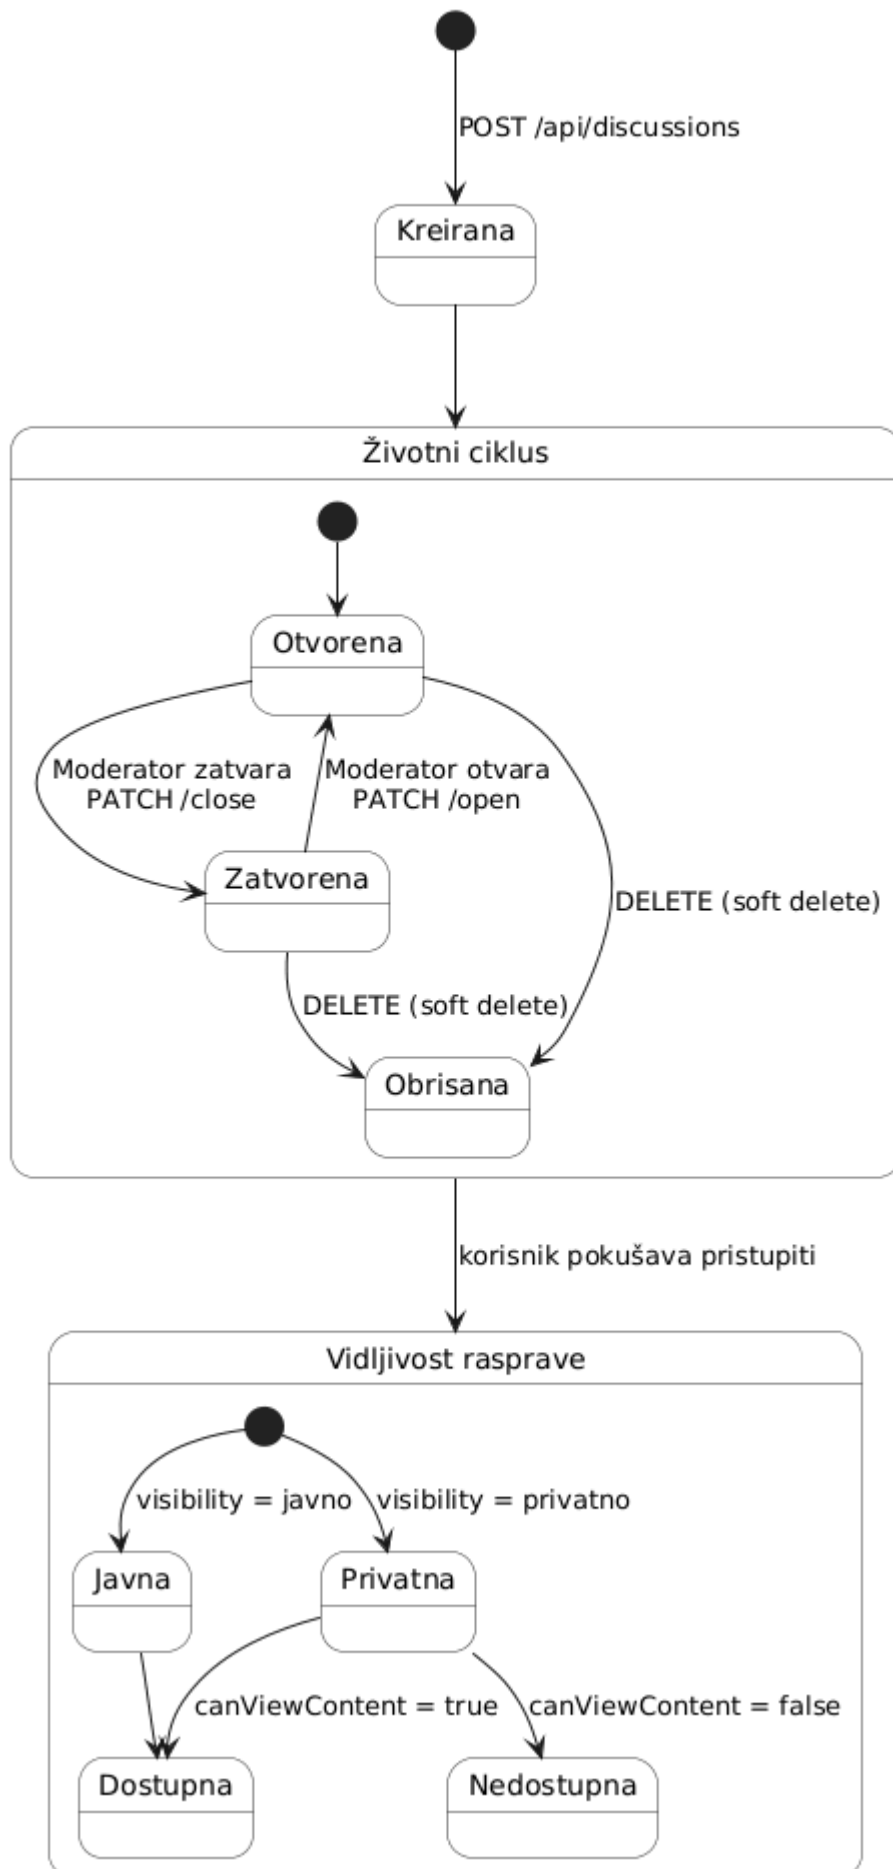 POST /api/discussions
Kreirana
Životni ciklus
Otvorena
Moderator zatvara
PATCH /close
Moderator otvara
PATCH /open
Zatvorena
DELETE (soft delete)
DELETE (soft delete)
Obrisana
korisnik pokušava pristupiti
Vidljivost rasprave
visibility = javno
visibility = privatno
Javna
Privatna
canViewContent = true
canViewContent = false
Dostupna
Nedostupna